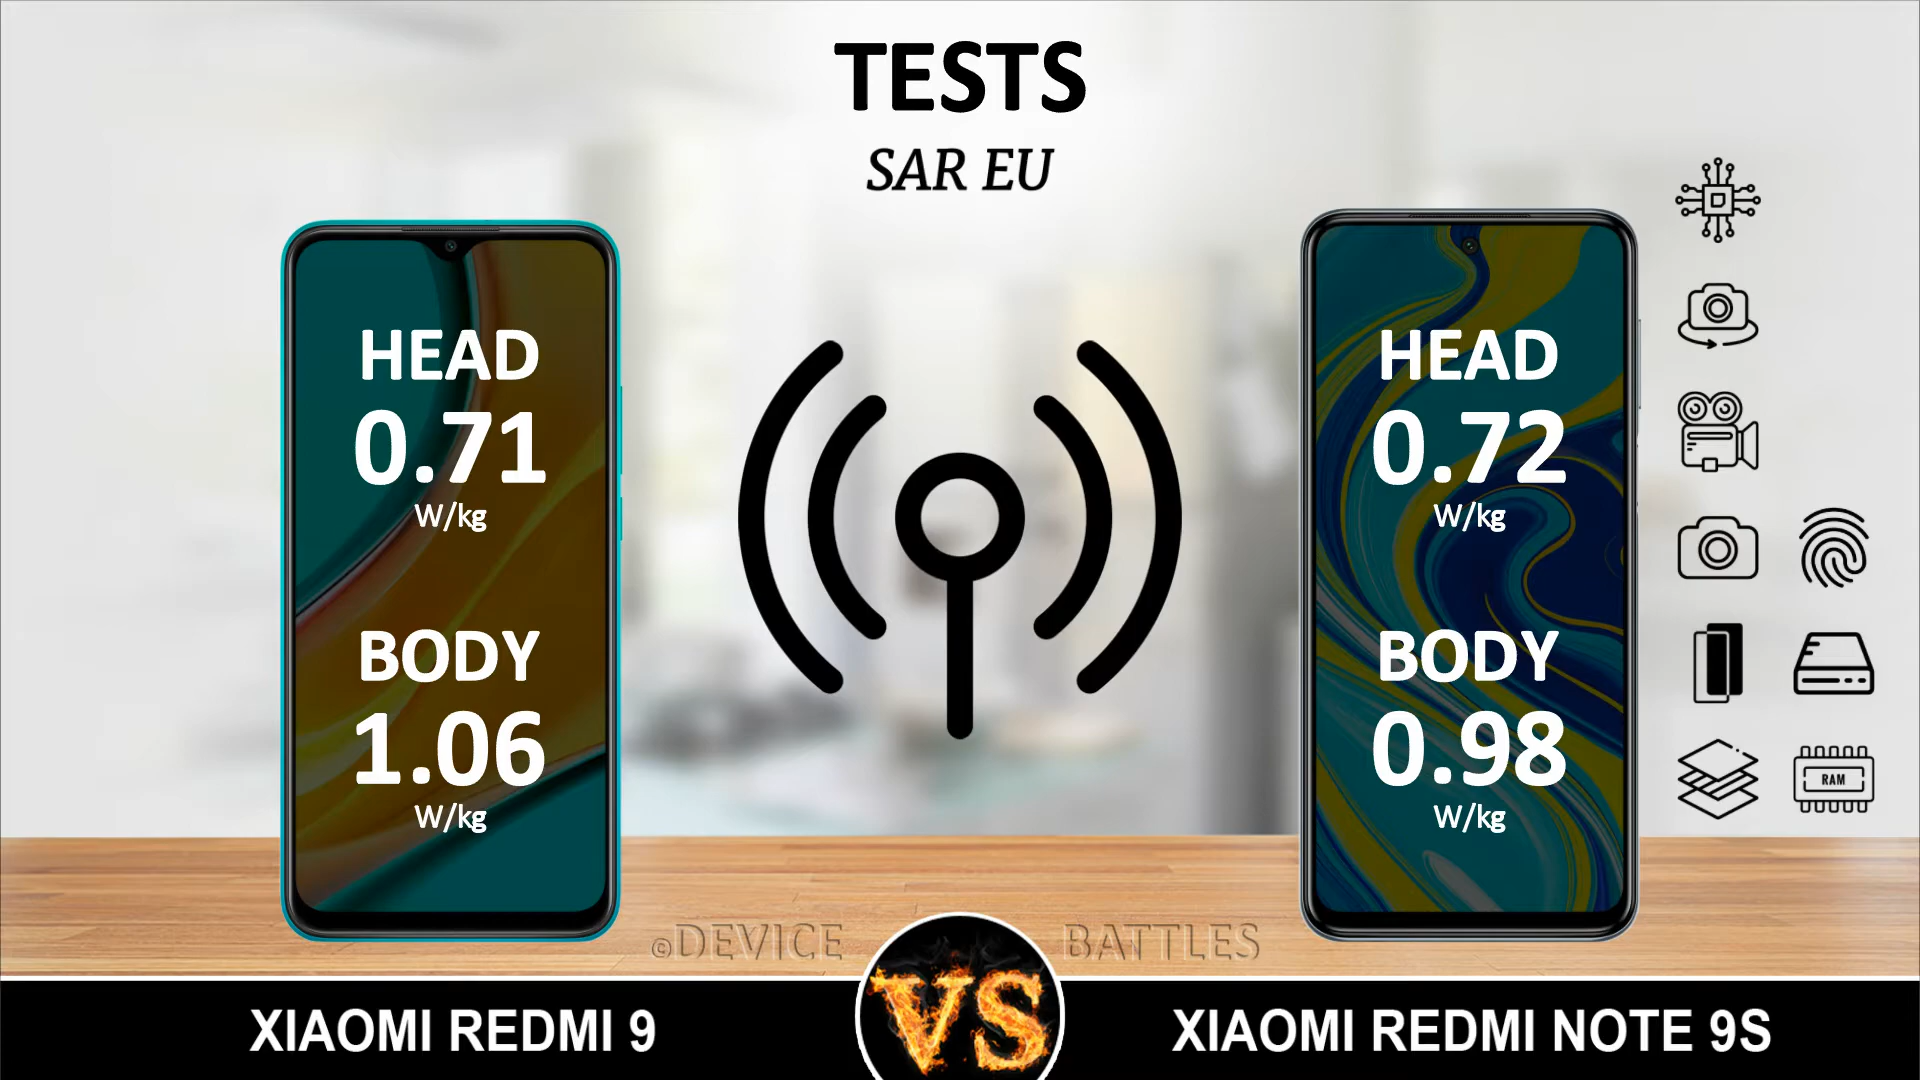 TESTS
SAR EU
HEAD
0.71
W/kg
BODY
1.06
W/kg
HEAD
0.72
W/kg
BODY
0.98
W/kg
RAM
©DEVICE BATTLES
XIAOMI REDMI 9
VS
XIAOMI REDMI NOTE 9S